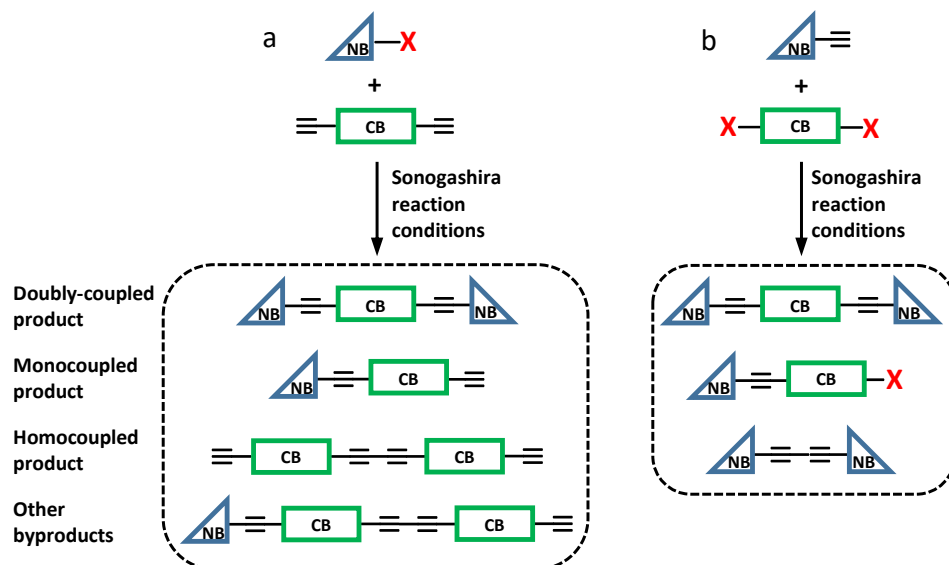 a
NB
X
+
CB
Sonogashira
reaction
conditions
b
NB
+
X
CB
X
Sonogashira
reaction
conditions
Doubly-coupled
product
NB
CB
NB
NB
CB
NB
Monocoupled
product
NB
CB
NB
CB
X
Homocoupled
product
CB
CB
NB
NB
Other
byproducts
NB
CB
CB